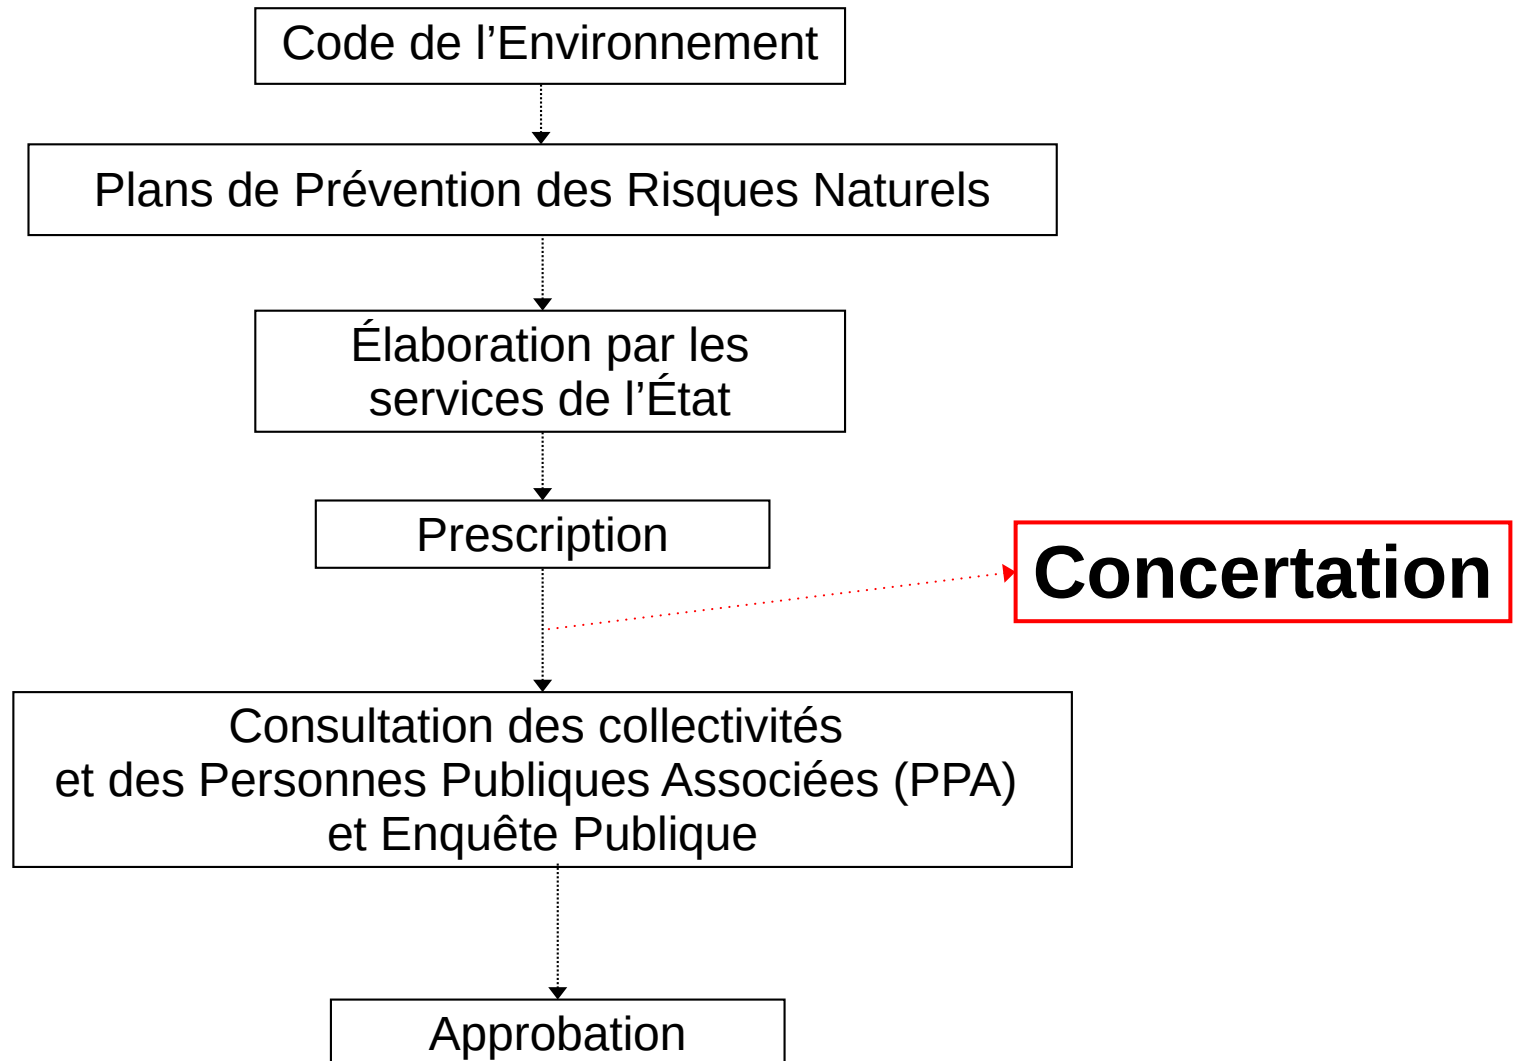 Code de l’Environnement
Plans de Prévention des Risques Naturels
Élaboration par les
services de l’État
Prescription
Concertation
Consultation des collectivités
et des Personnes Publiques Associées (PPA)
et Enquête Publique
Approbation